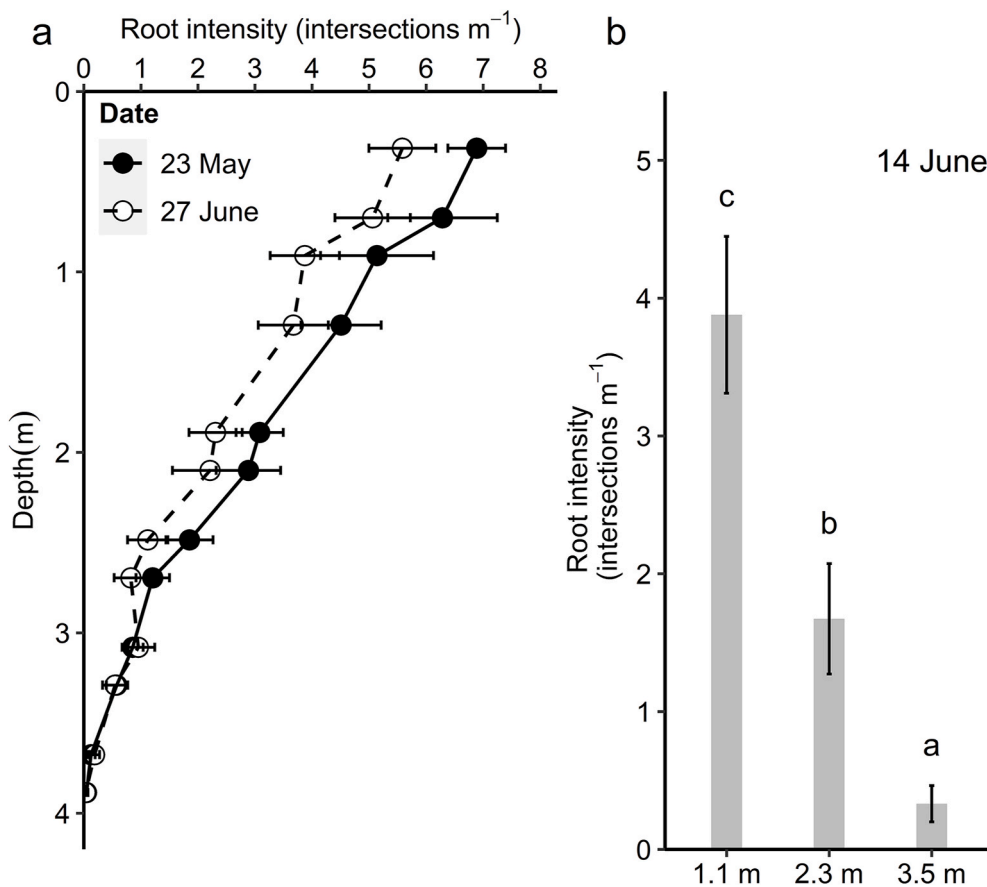 a
Root intensity (intersections m⁻¹)
0 1 2 3 4 5 6 7 8
Date
23 May
27 June
Depth(m)
0
1
2
3
4
b
14 June
Root intensity
(intersections m⁻¹)
5
4
3
2
1
0
c
b
a
1.1 m 2.3 m 3.5 m